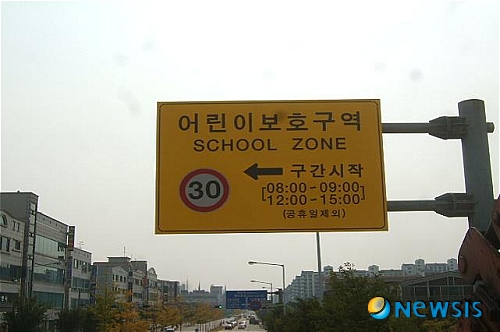 어린이보호구역
SCHOOL ZONE
← 구간시작
30 [08:00-09:00
12:00-15:00]
(공휴일제외)
NEWSIS